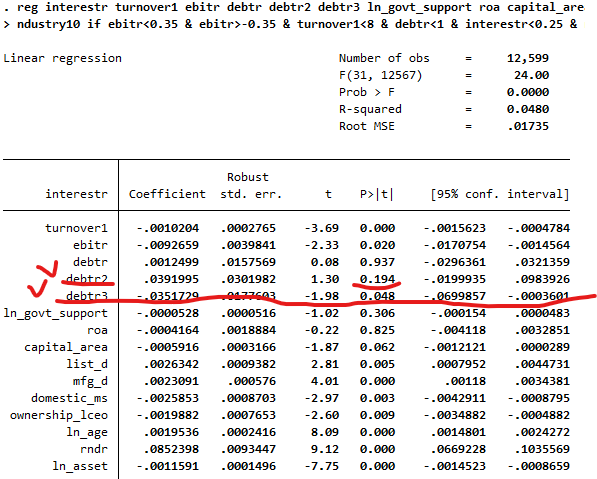 . reg interestr turnover1 ebitr debtr debtr2 debtr3 ln_govt_support roa capital_area
> ndustry10 if ebitr<0.35 & ebitr>-0.35 & turnover1<8 & debtr<1 & interestr<0.25 &
Linear regression Number of obs = 12,599
F(31, 12567) = 24.00
Prob > F = 0.0000
R-squared = 0.0480
Root MSE = .01735
Robust
interestr Coefficient std. err. t P>|t| [95% conf. interval]
turnover1 -.0010204 .0002765 -3.69 0.000 -.0015623 -.0004784
ebitr -.0092659 .0039841 -2.33 0.020 -.0170754 -.0014564
debtr .0012499 .0157569 0.08 0.937 -.0296361 .0321359
debtr2 .0391995 .0301982 1.30 0.194 -.0199935 .0983926
debtr3 -.0351729 .0177603 -1.98 0.048 -.0699857 -.0003601
ln_govt_support -.0000528 .0000516 -1.02 0.306 -.000154 .0000483
roa -.0004164 .0018884 -0.22 0.825 -.004118 .0032851
capital_area -.0005916 .0003166 -1.87 0.062 -.0012121 .0000289
list_d .0026342 .0009382 2.81 0.005 .0007952 .0044731
mfg_d .0023091 .000576 4.01 0.000 .00118 .0034381
domestic_ms -.0025853 .0008703 -2.97 0.003 -.0042911 -.0008795
ownership_lceo -.0019882 .0007653 -2.60 0.009 -.0034882 -.0004882
ln_age .0019536 .0002416 8.09 0.000 .0014801 .0024272
rndr .0852398 .0093447 9.12 0.000 .0669228 .1035569
ln_asset -.0011591 .0001496 -7.75 0.000 -.0014523 -.0008659